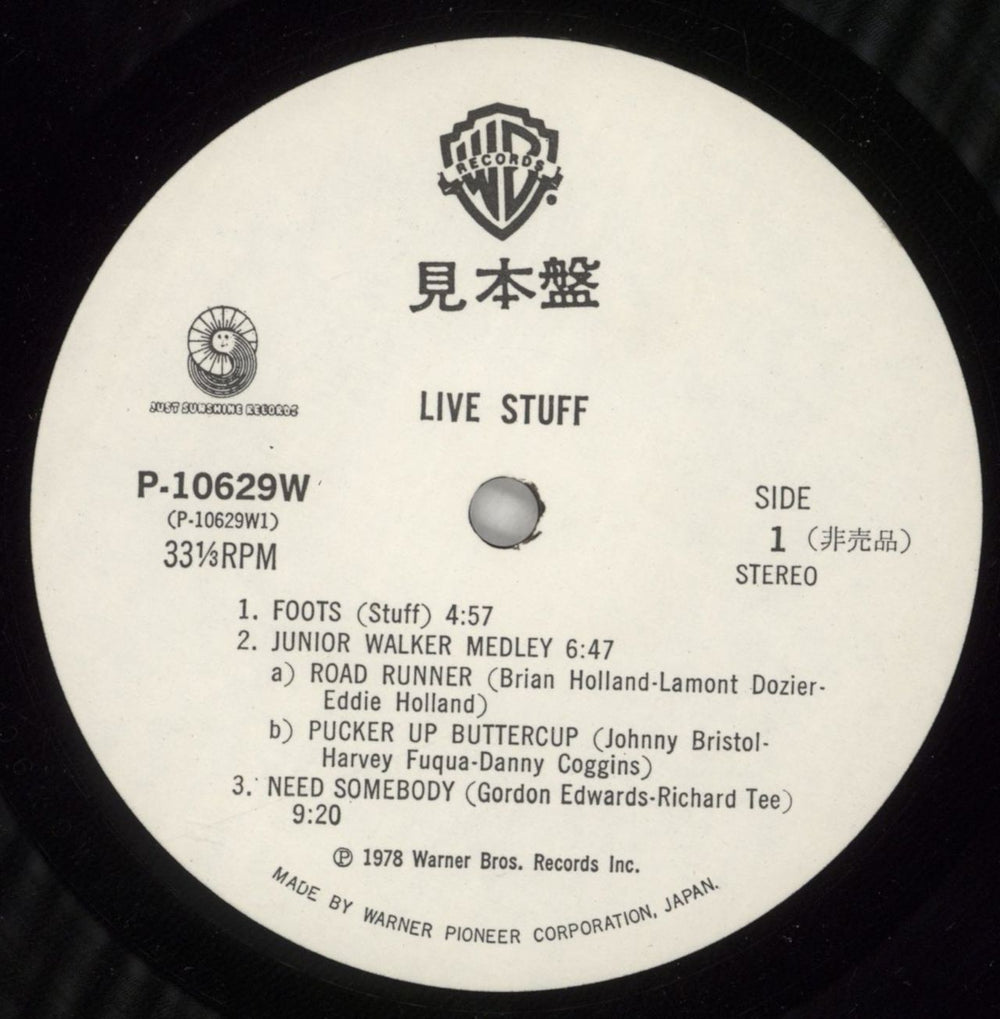 RECORDS
見本盤
JUST SUNSHINE RECORDS
LIVE STUFF
P-10629W
(P-10629W1)
33⅓RPM
SIDE
1 (非売品)
STEREO
1. FOOTS (Stuff) 4:57
2. JUNIOR WALKER MEDLEY 6:47
a) ROAD RUNNER (Brian Holland-Lamont Dozier-
Eddie Holland)
b) PUCKER UP BUTTERCUP (Johnny Bristol-
Harvey Fuqua-Danny Coggins)
3. NEED SOMEBODY (Gordon Edwards-Richard Tee)
9:20
℗ 1978 Warner Bros. Records Inc.
MADE BY WARNER PIONEER CORPORATION, JAPAN.